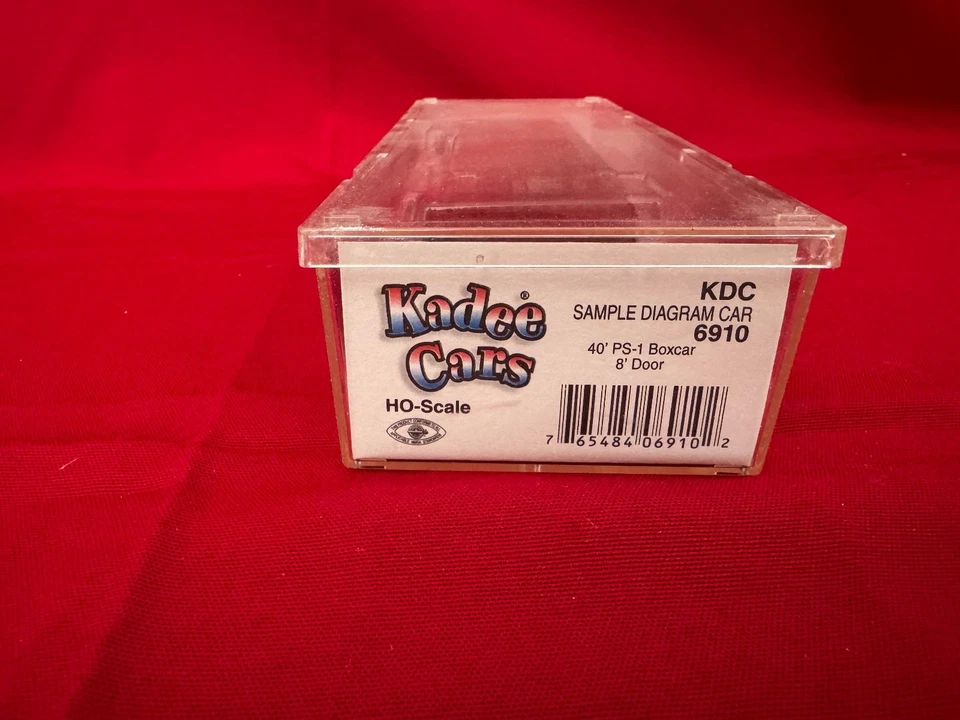 Kadee®
Cars
HO-Scale
KDC
SAMPLE DIAGRAM CAR
6910
40' PS-1 Boxcar
8' Door
7 65484 06910 2